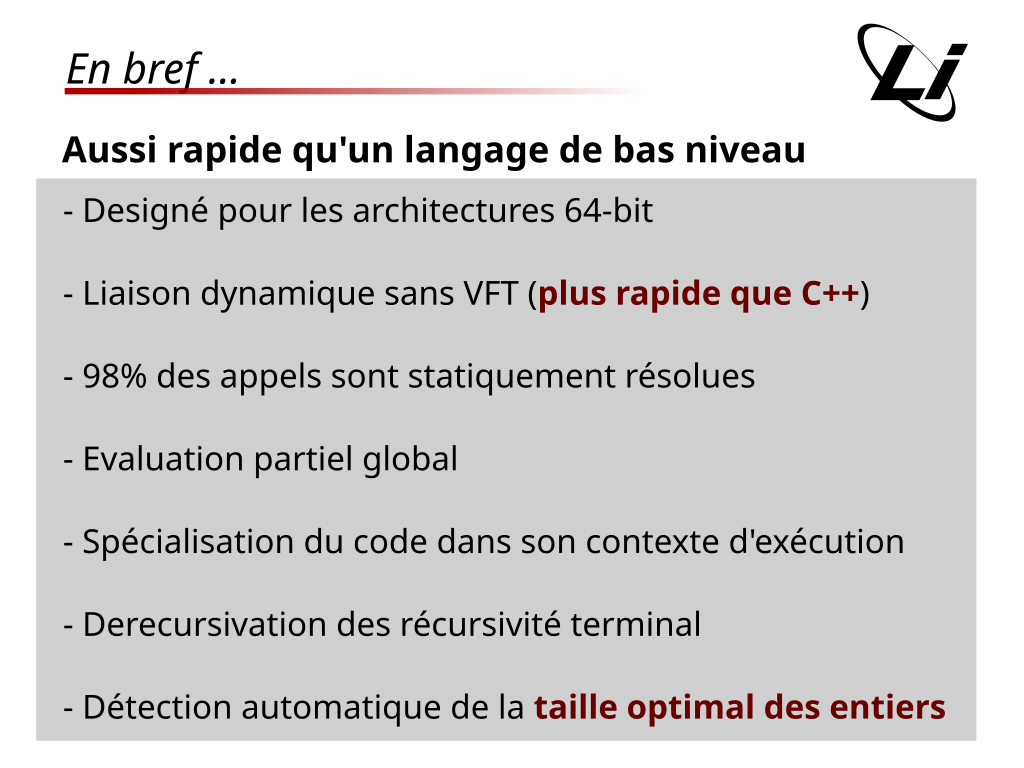 En bref ...
Li
Aussi rapide qu'un langage de bas niveau
- Designé pour les architectures 64-bit
- Liaison dynamique sans VFT (plus rapide que C++)
- 98% des appels sont statiquement résolues
- Evaluation partiel global
- Spécialisation du code dans son contexte d'exécution
- Derecursivation des récursivité terminal
- Détection automatique de la taille optimal des entiers